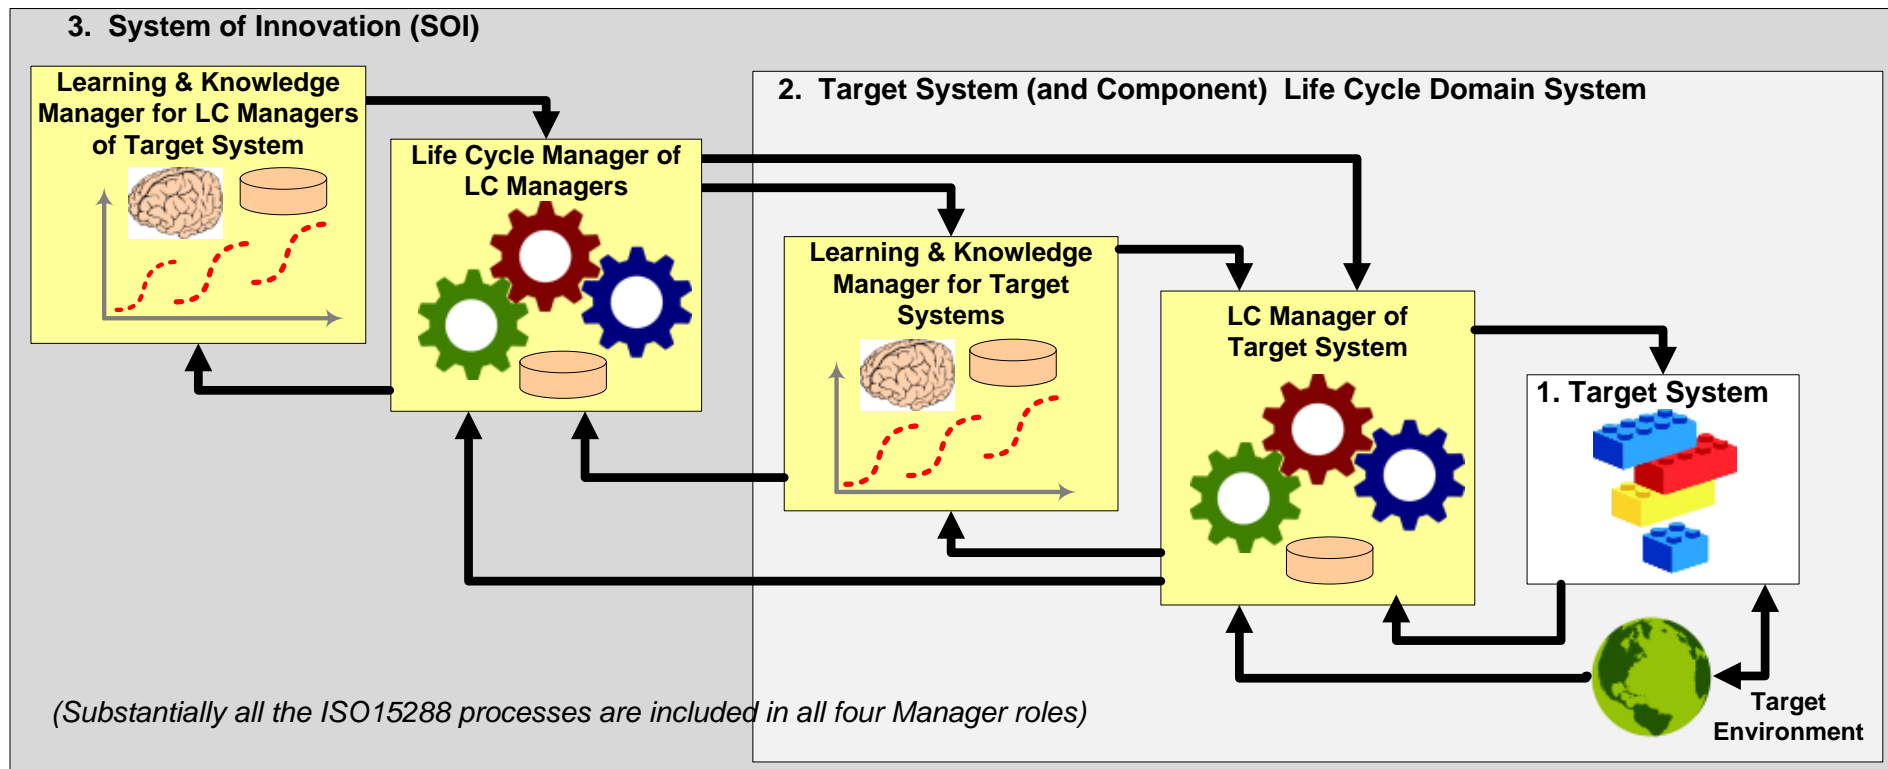 3. System of Innovation (SOI)
Learning & Knowledge
Manager for LC Managers
of Target System
2. Target System (and Component) Life Cycle Domain System
Life Cycle Manager of
LC Managers
Learning & Knowledge
Manager for Target
Systems
LC Manager of
Target System
1. Target System
(Substantially all the ISO15288 processes are included in all four Manager roles)
Target
Environment